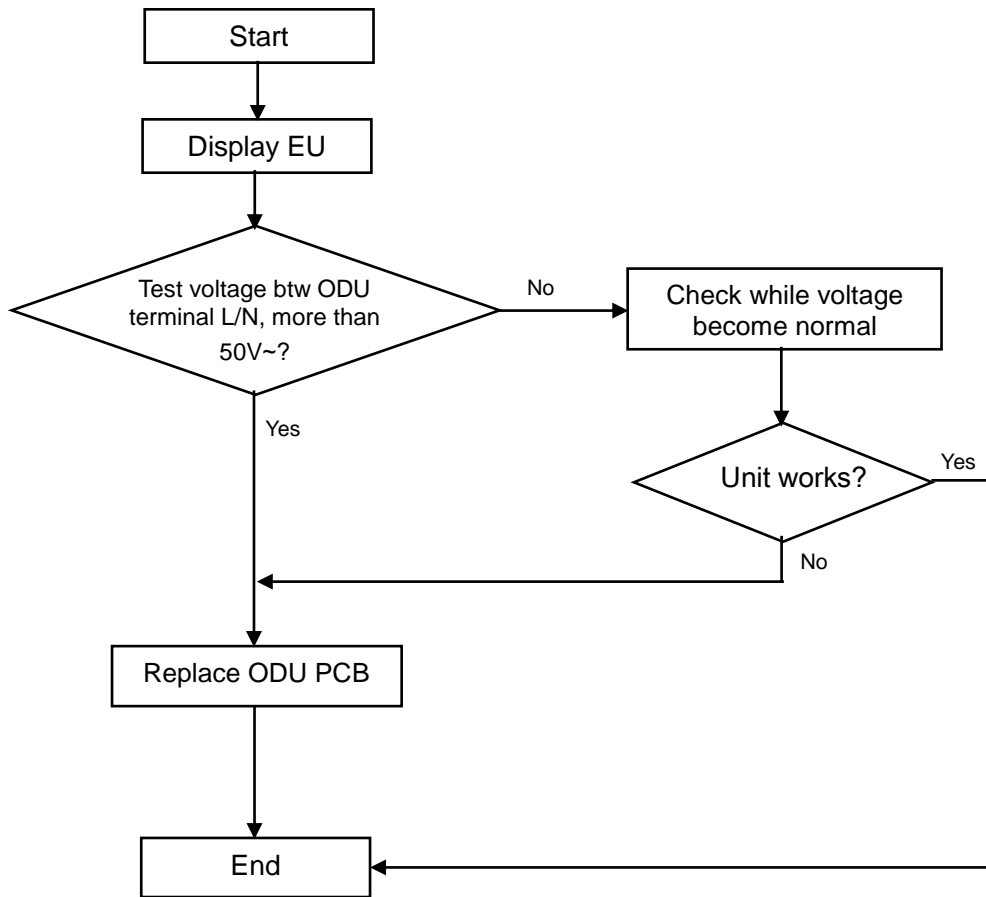 Start
Display EU
Test voltage btw ODU
terminal L/N, more than
50V~?
No
Check while voltage
become normal
Yes
Unit works?
Yes
No
Replace ODU PCB
End